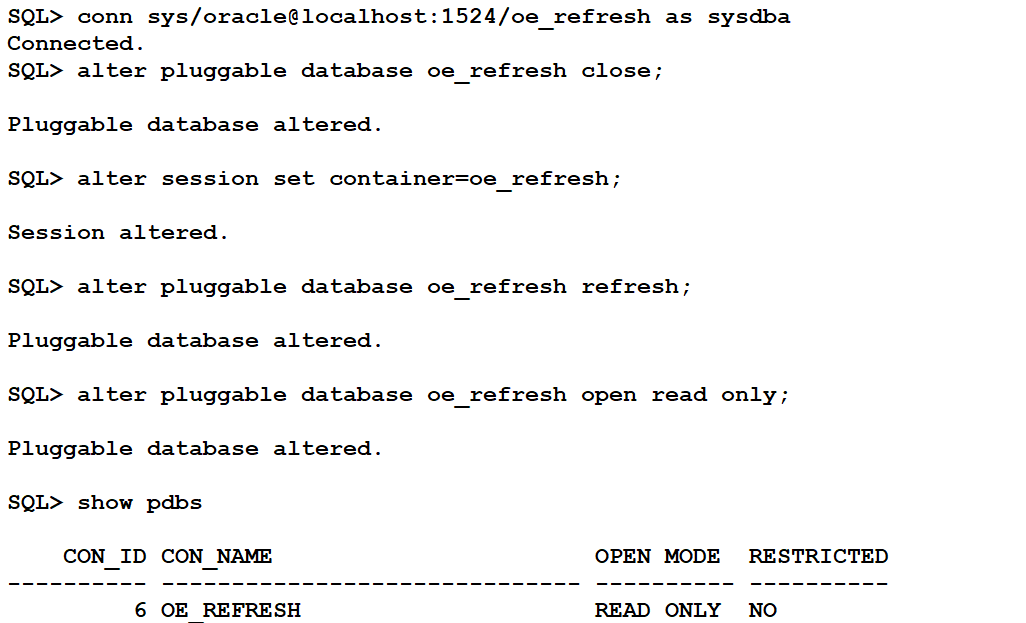 SQL> conn sys/oracle@localhost:1524/oe_refresh as sysdba
Connected.
SQL> alter pluggable database oe_refresh close;
Pluggable database altered.
SQL> alter session set container=oe_refresh;
Session altered.
SQL> alter pluggable database oe_refresh refresh;
Pluggable database altered.
SQL> alter pluggable database oe_refresh open read only;
Pluggable database altered.
SQL> show pdbs
    CON_ID CON_NAME                       OPEN MODE  RESTRICTED
---------- ------------------------------ ---------- ----------
         6 OE_REFRESH                     READ ONLY  NO